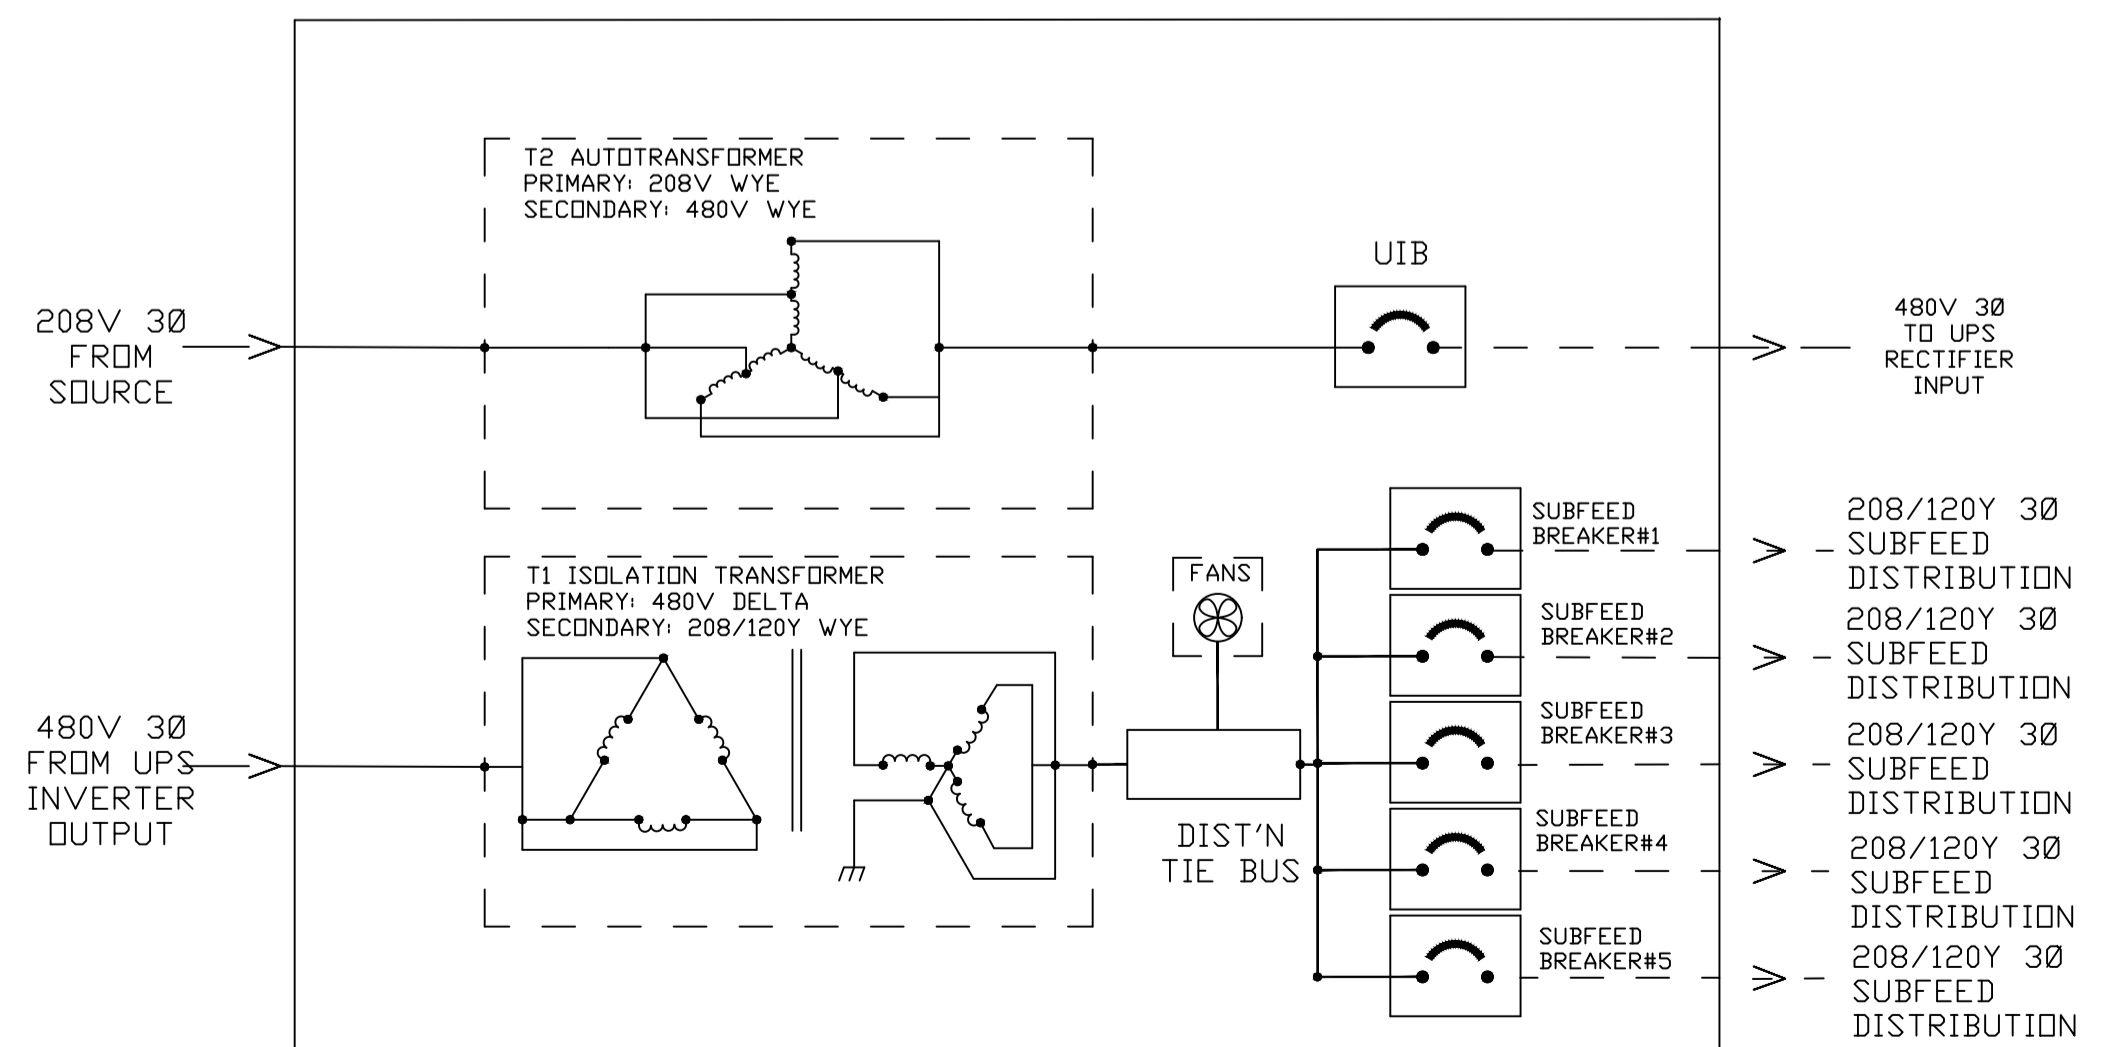 T2 AUTOTRANSFORMER
PRIMARY: 208V WYE
SECONDARY: 480V WYE
UIB
208V 3Ø
FROM
SOURCE
480V 3Ø
TO UPS
RECTIFIER
INPUT
T1 ISOLATION TRANSFORMER
PRIMARY: 480V DELTA
SECONDARY: 208/120Y WYE
480V 3Ø
FROM UPS
INVERTER
OUTPUT
FANS
DIST'N
TIE BUS
SUBFEED
BREAKER#1
208/120Y 3Ø
SUBFEED
DISTRIBUTION
SUBFEED
BREAKER#2
208/120Y 3Ø
SUBFEED
DISTRIBUTION
SUBFEED
BREAKER#3
208/120Y 3Ø
SUBFEED
DISTRIBUTION
SUBFEED
BREAKER#4
208/120Y 3Ø
SUBFEED
DISTRIBUTION
SUBFEED
BREAKER#5
208/120Y 3Ø
SUBFEED
DISTRIBUTION